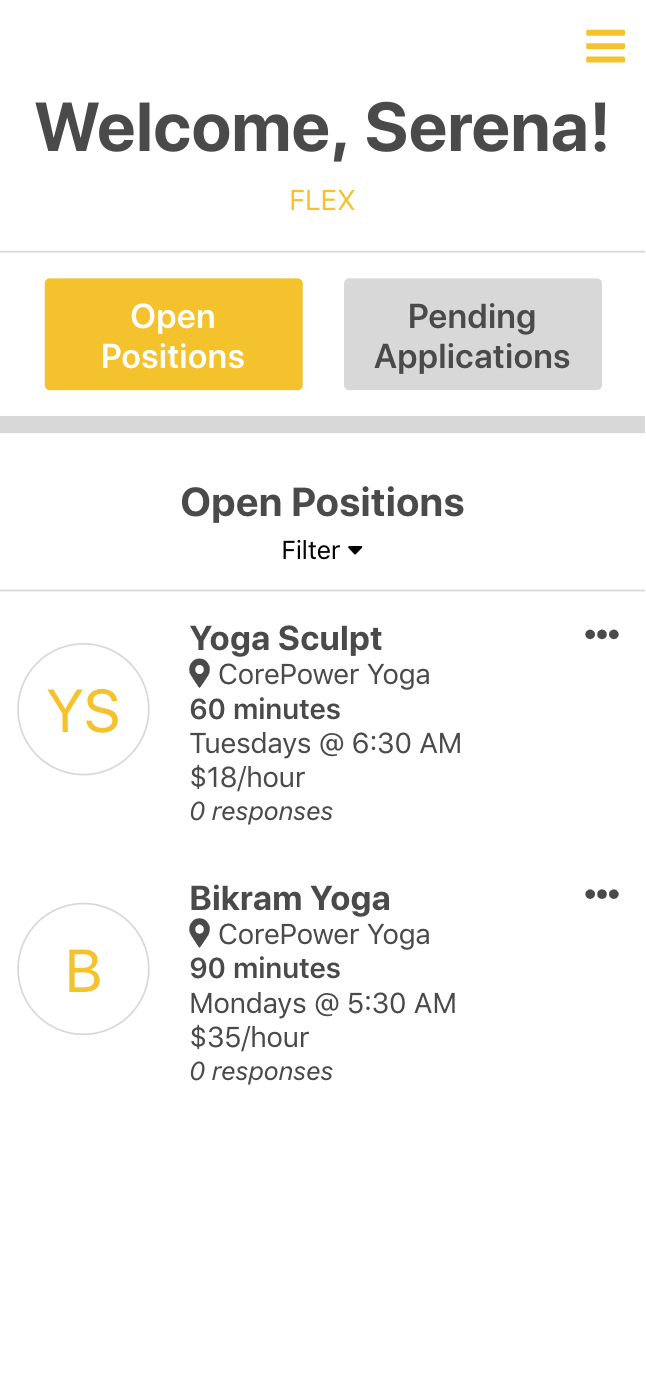 Welcome, Serena!
FLEX
Open
Positions
Pending
Applications
Open Positions
Filter
YS
Yoga Sculpt
CorePower Yoga
60 minutes
Tuesdays @ 6:30 AM
$18/hour
0 responses
B
Bikram Yoga
CorePower Yoga
90 minutes
Mondays @ 5:30 AM
$35/hour
0 responses